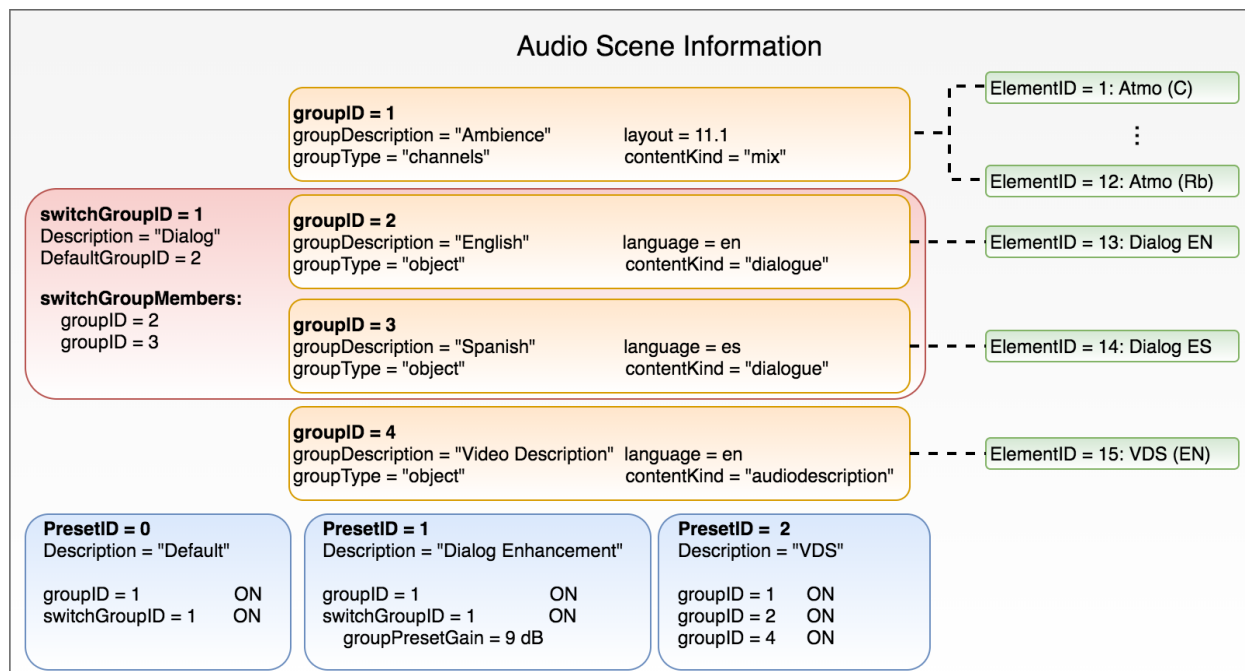 Audio Scene Information
groupID = 1
groupDescription = "Ambience" layout = 11.1
groupType = "channels" contentKind = "mix"
ElementID = 1: Atmo (C)
⋮
ElementID = 12: Atmo (Rb)
switchGroupID = 1
Description = "Dialog"
DefaultGroupID = 2
switchGroupMembers:
groupID = 2
groupID = 3
groupID = 2
groupDescription = "English" language = en
groupType = "object" contentKind = "dialogue"
ElementID = 13: Dialog EN
groupID = 3
groupDescription = "Spanish" language = es
groupType = "object" contentKind = "dialogue"
ElementID = 14: Dialog ES
groupID = 4
groupDescription = "Video Description" language = en
groupType = "object" contentKind = "audiodescription"
ElementID = 15: VDS (EN)
PresetID = 0
Description = "Default"
groupID = 1 ON
switchGroupID = 1 ON
PresetID = 1
Description = "Dialog Enhancement"
groupID = 1 ON
switchGroupID = 1 ON
groupPresetGain = 9 dB
PresetID = 2
Description = "VDS"
groupID = 1 ON
groupID = 2 ON
groupID = 4 ON